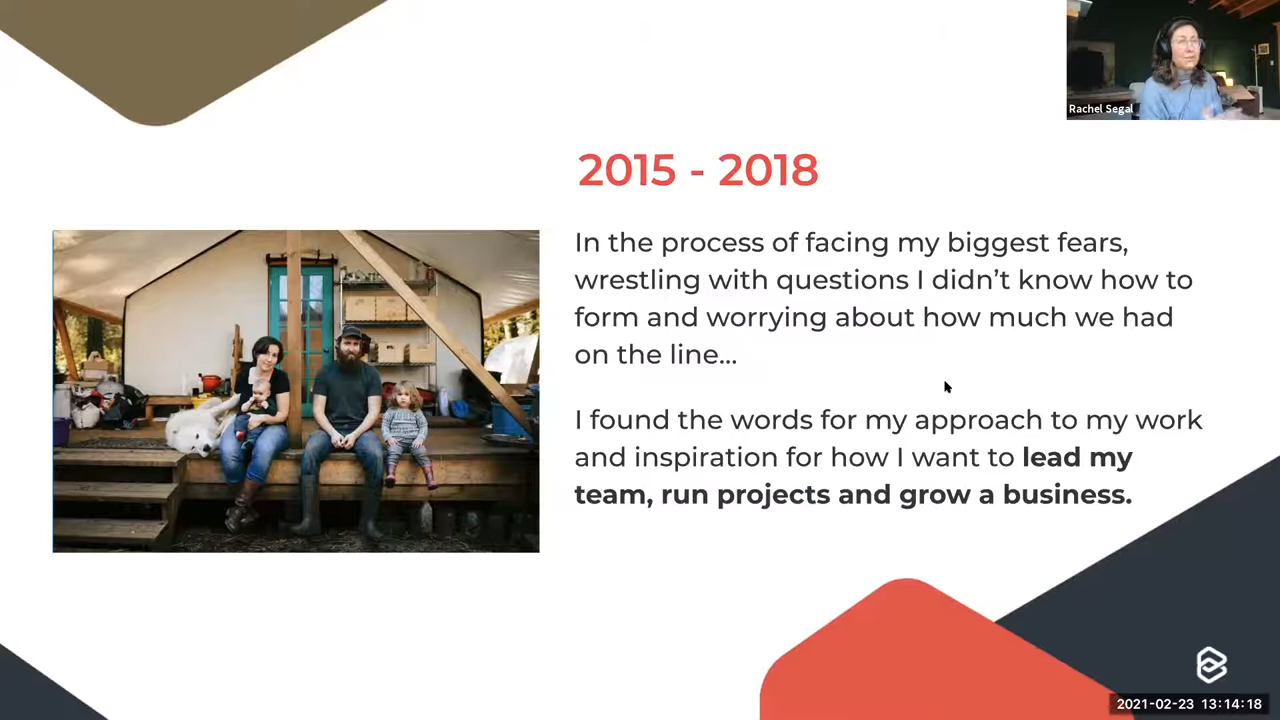 Rachel Segal
2015 - 2018
In the process of facing my biggest fears,
wrestling with questions I didn’t know how to
form and worrying about how much we had
on the line...
I found the words for my approach to my work
and inspiration for how I want to lead my
team, run projects and grow a business.
2021-02-23 13:14:18